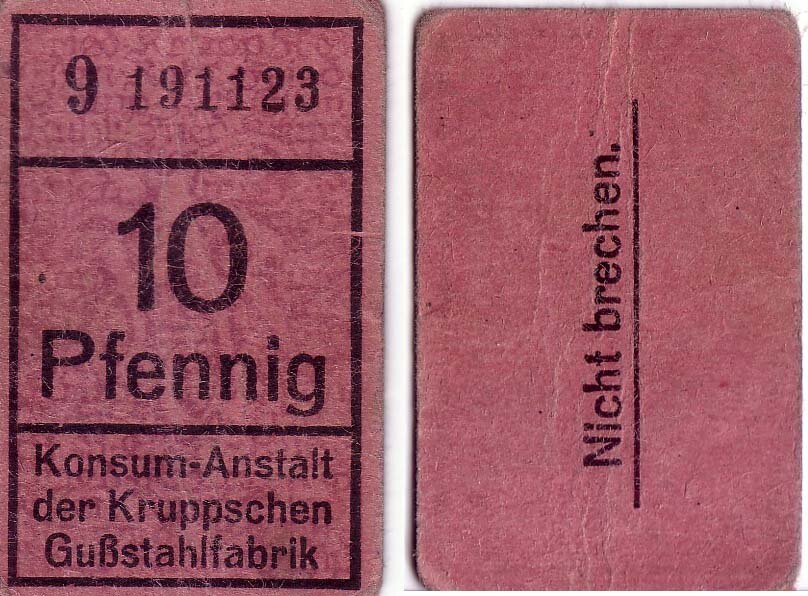 9 191123
10
Pfennig
Konsum-Anstalt
der Kruppschen
Gußstahlfabrik
Nicht brechen.